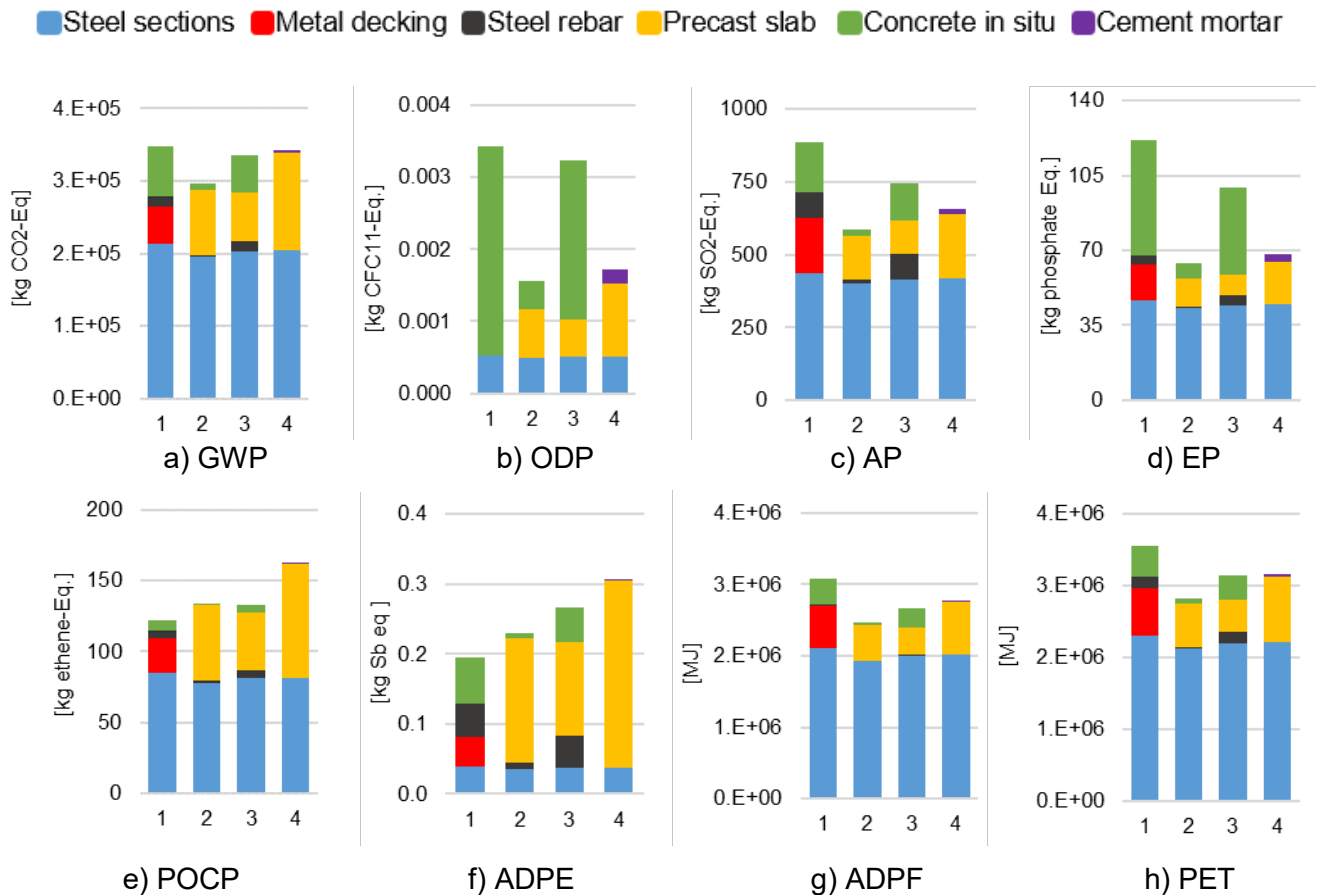 Steel sections Metal decking Steel rebar Precast slab Concrete in situ Cement mortar
[kg CO2-Eq]
4.E+05
3.E+05
2.E+05
1.E+05
0.E+00
1 2 3 4
a) GWP
[kg CFC11-Eq.]
0.004
0.003
0.002
0.001
0.000
1 2 3 4
b) ODP
[kg SO2-Eq.]
1000
750
500
250
0
1 2 3 4
c) AP
[kg phosphate Eq.]
140
105
70
35
0
1 2 3 4
d) EP
[kg ethene-Eq.]
200
150
100
50
0
1 2 3 4
e) POCP
[kg Sb eq ]
0.4
0.3
0.2
0.1
0.0
1 2 3 4
f) ADPE
[MJ]
4.E+06
3.E+06
2.E+06
1.E+06
0.E+00
1 2 3 4
g) ADPF
[MJ]
4.E+06
3.E+06
2.E+06
1.E+06
0.E+00
1 2 3 4
h) PET